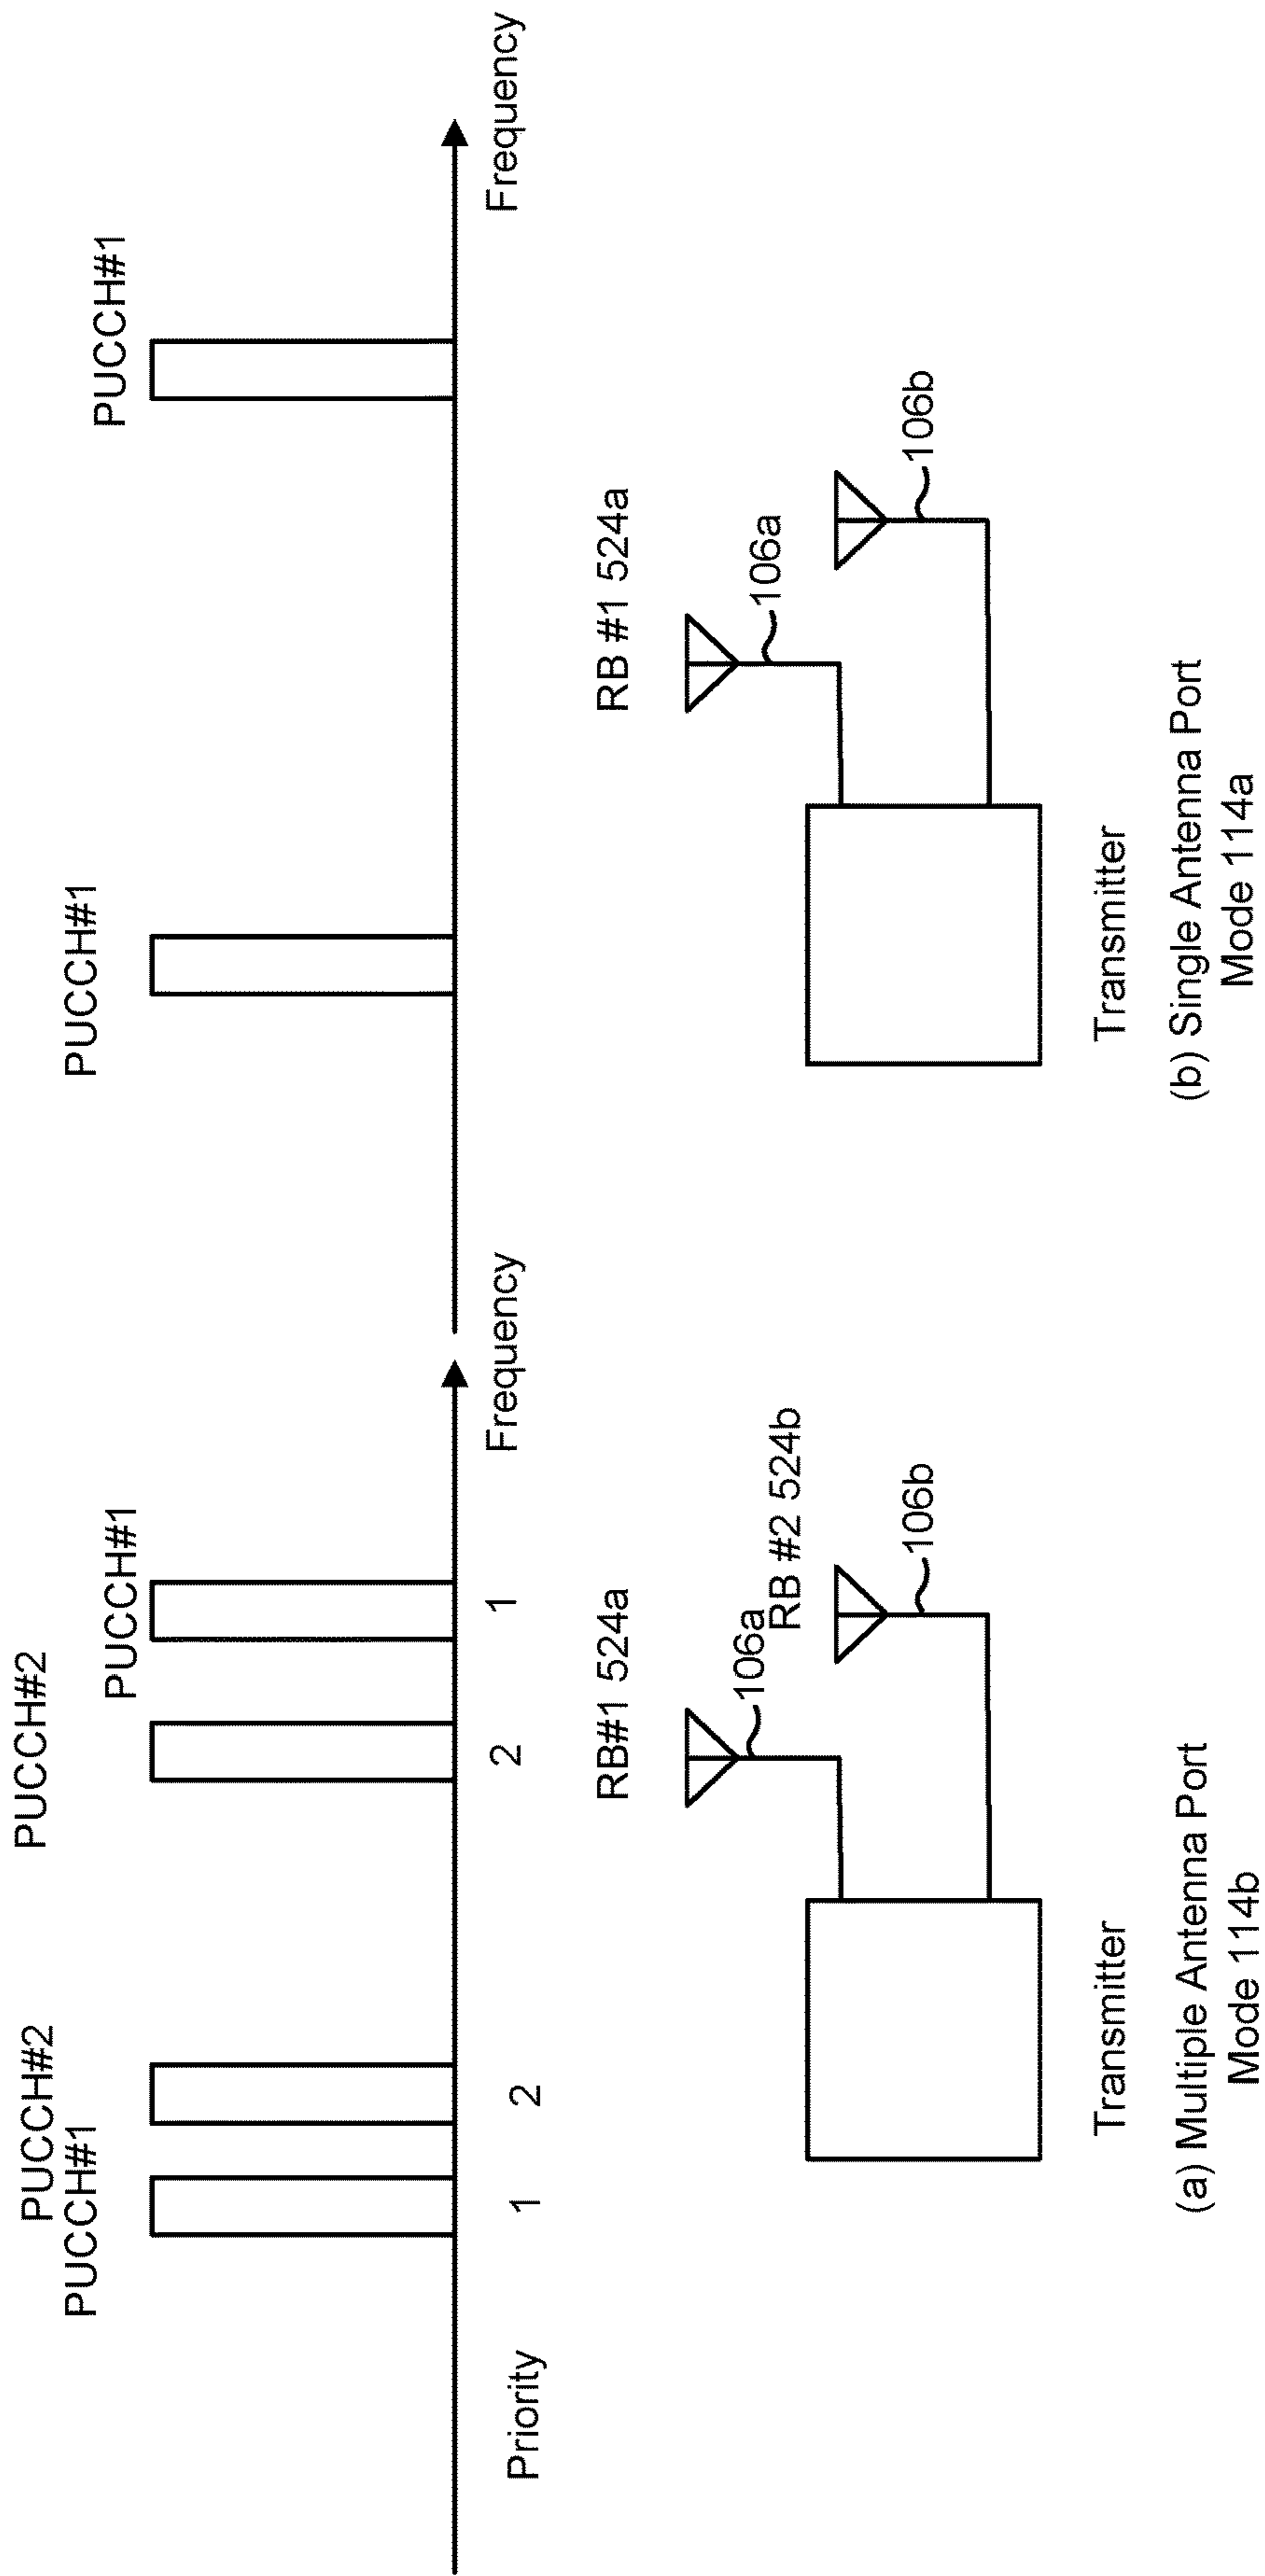 PUCCH#2
PUCCH#1
PUCCH#2
PUCCH#1
Priority
1
2
2
1
Frequency
RB#1 524a
106a
RB #2 524b
106b
Transmitter
(a) Multiple Antenna Port
Mode 114b
PUCCH#1
PUCCH#1
Frequency
RB #1 524a
106a
106b
Transmitter
(b) Single Antenna Port
Mode 114a